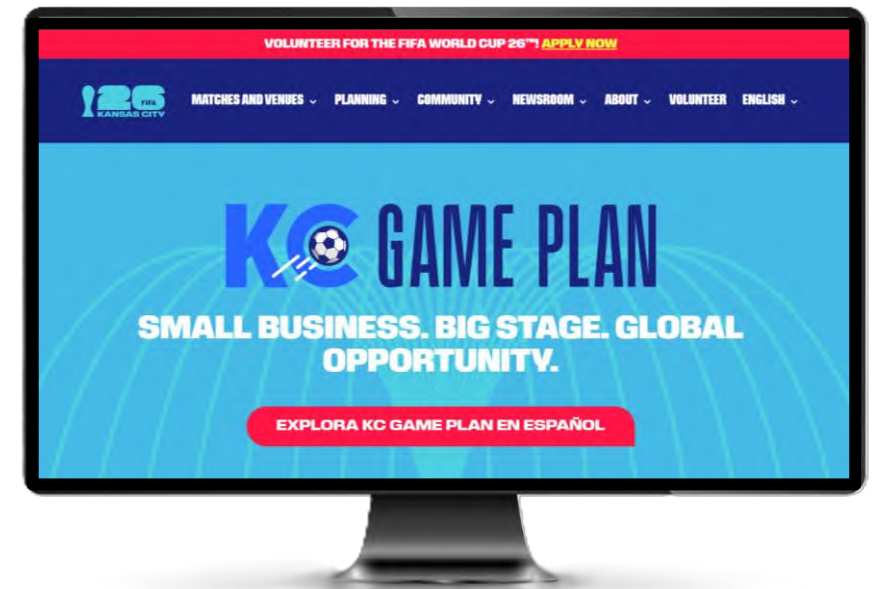 VOLUNTEER FOR THE FIFA WORLD CUP 26™! APPLY NOW
26 FIFA
KANSAS CITY
MATCHES AND VENUES PLANNING COMMUNITY NEWSROOM ABOUT VOLUNTEER ENGLISH
KC GAME PLAN
SMALL BUSINESS. BIG STAGE. GLOBAL
OPPORTUNITY.
EXPLORA KC GAME PLAN EN ESPAÑOL